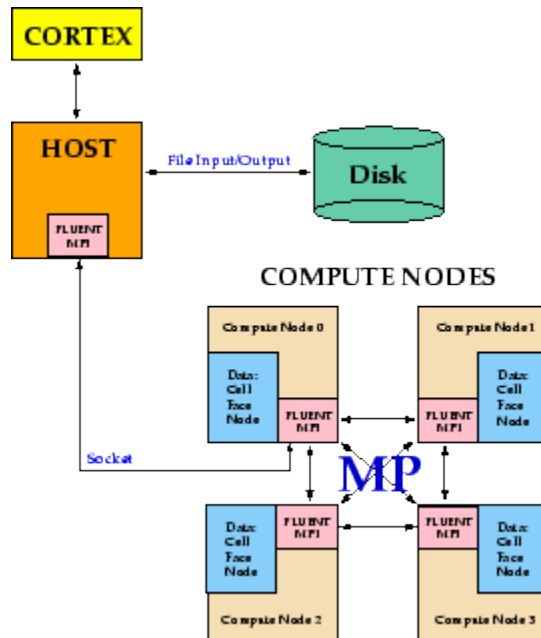 CORTEX
HOST
File Input/Output
Disk
FLUENT
MPI
COMPUTE NODES
Compute Node 0
Compute Node 1
Data:
Cell
Face
Node
Data:
Cell
Face
Node
FLUENT
MPI
FLUENT
MPI
Socket
MP
Data:
Cell
Face
Node
FLUENT
MPI
FLUENT
MPI
Data:
Cell
Face
Node
Compute Node 2
Compute Node 3